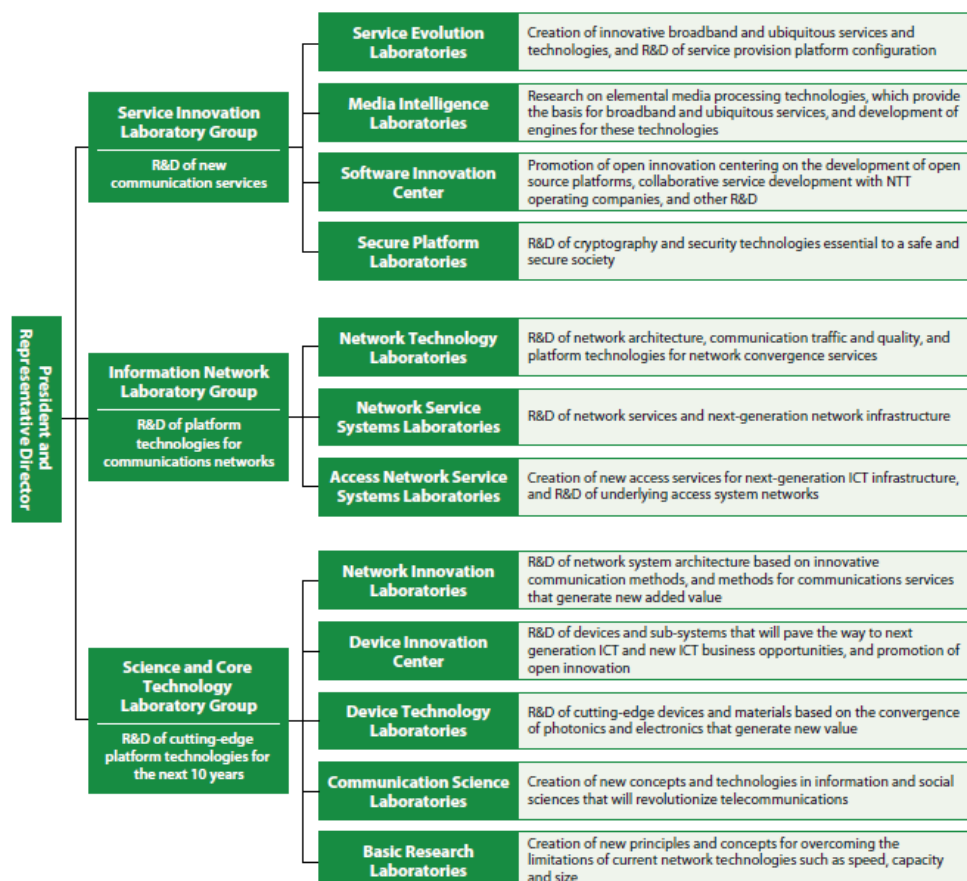 President and
Representative Director
Service Innovation
Laboratory Group
R&D of new
communication services
Service Evolution
Laboratories
Creation of innovative broadband and ubiquitous services and
technologies, and R&D of service provision platform configuration
Media Intelligence
Laboratories
Research on elemental media processing technologies, which provide
the basis for broadband and ubiquitous services, and development of
engines for these technologies
Software Innovation
Center
Promotion of open innovation centering on the development of open
source platforms, collaborative service development with NTT
operating companies, and other R&D
Secure Platform
Laboratories
R&D of cryptography and security technologies essential to a safe and
secure society
Information Network
Laboratory Group
R&D of platform
technologies for
communications networks
Network Technology
Laboratories
R&D of network architecture, communication traffic and quality, and
platform technologies for network convergence services
Network Service
Systems Laboratories
R&D of network services and next-generation network infrastructure
Access Network Service
Systems Laboratories
Creation of new access services for next-generation ICT infrastructure,
and R&D of underlying access system networks
Science and Core
Technology
Laboratory Group
R&D of cutting-edge
platform technologies for
the next 10 years
Network Innovation
Laboratories
R&D of network system architecture based on innovative
communication methods, and methods for communications services
that generate new added value
Device Innovation
Center
R&D of devices and sub-systems that will pave the way to next
generation ICT and new ICT business opportunities, and promotion of
open innovation
Device Technology
Laboratories
R&D of cutting-edge devices and materials based on the convergence
of photonics and electronics that generate new value
Communication Science
Laboratories
Creation of new concepts and technologies in information and social
sciences that will revolutionize telecommunications
Basic Research
Laboratories
Creation of new principles and concepts for overcoming the
limitations of current network technologies such as speed, capacity
and size